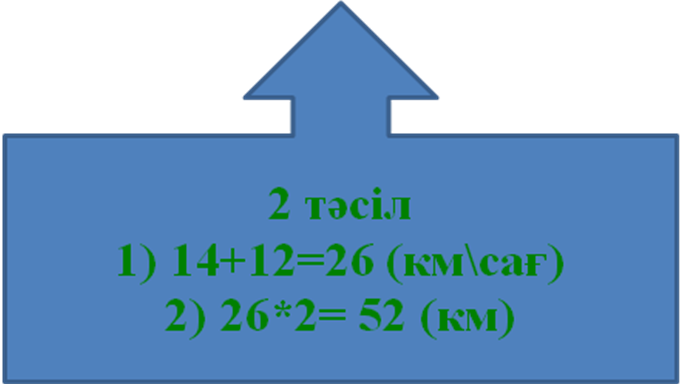 2 тәсіл
1) 14+12=26 (км\сағ)
2) 26*2= 52 (км)